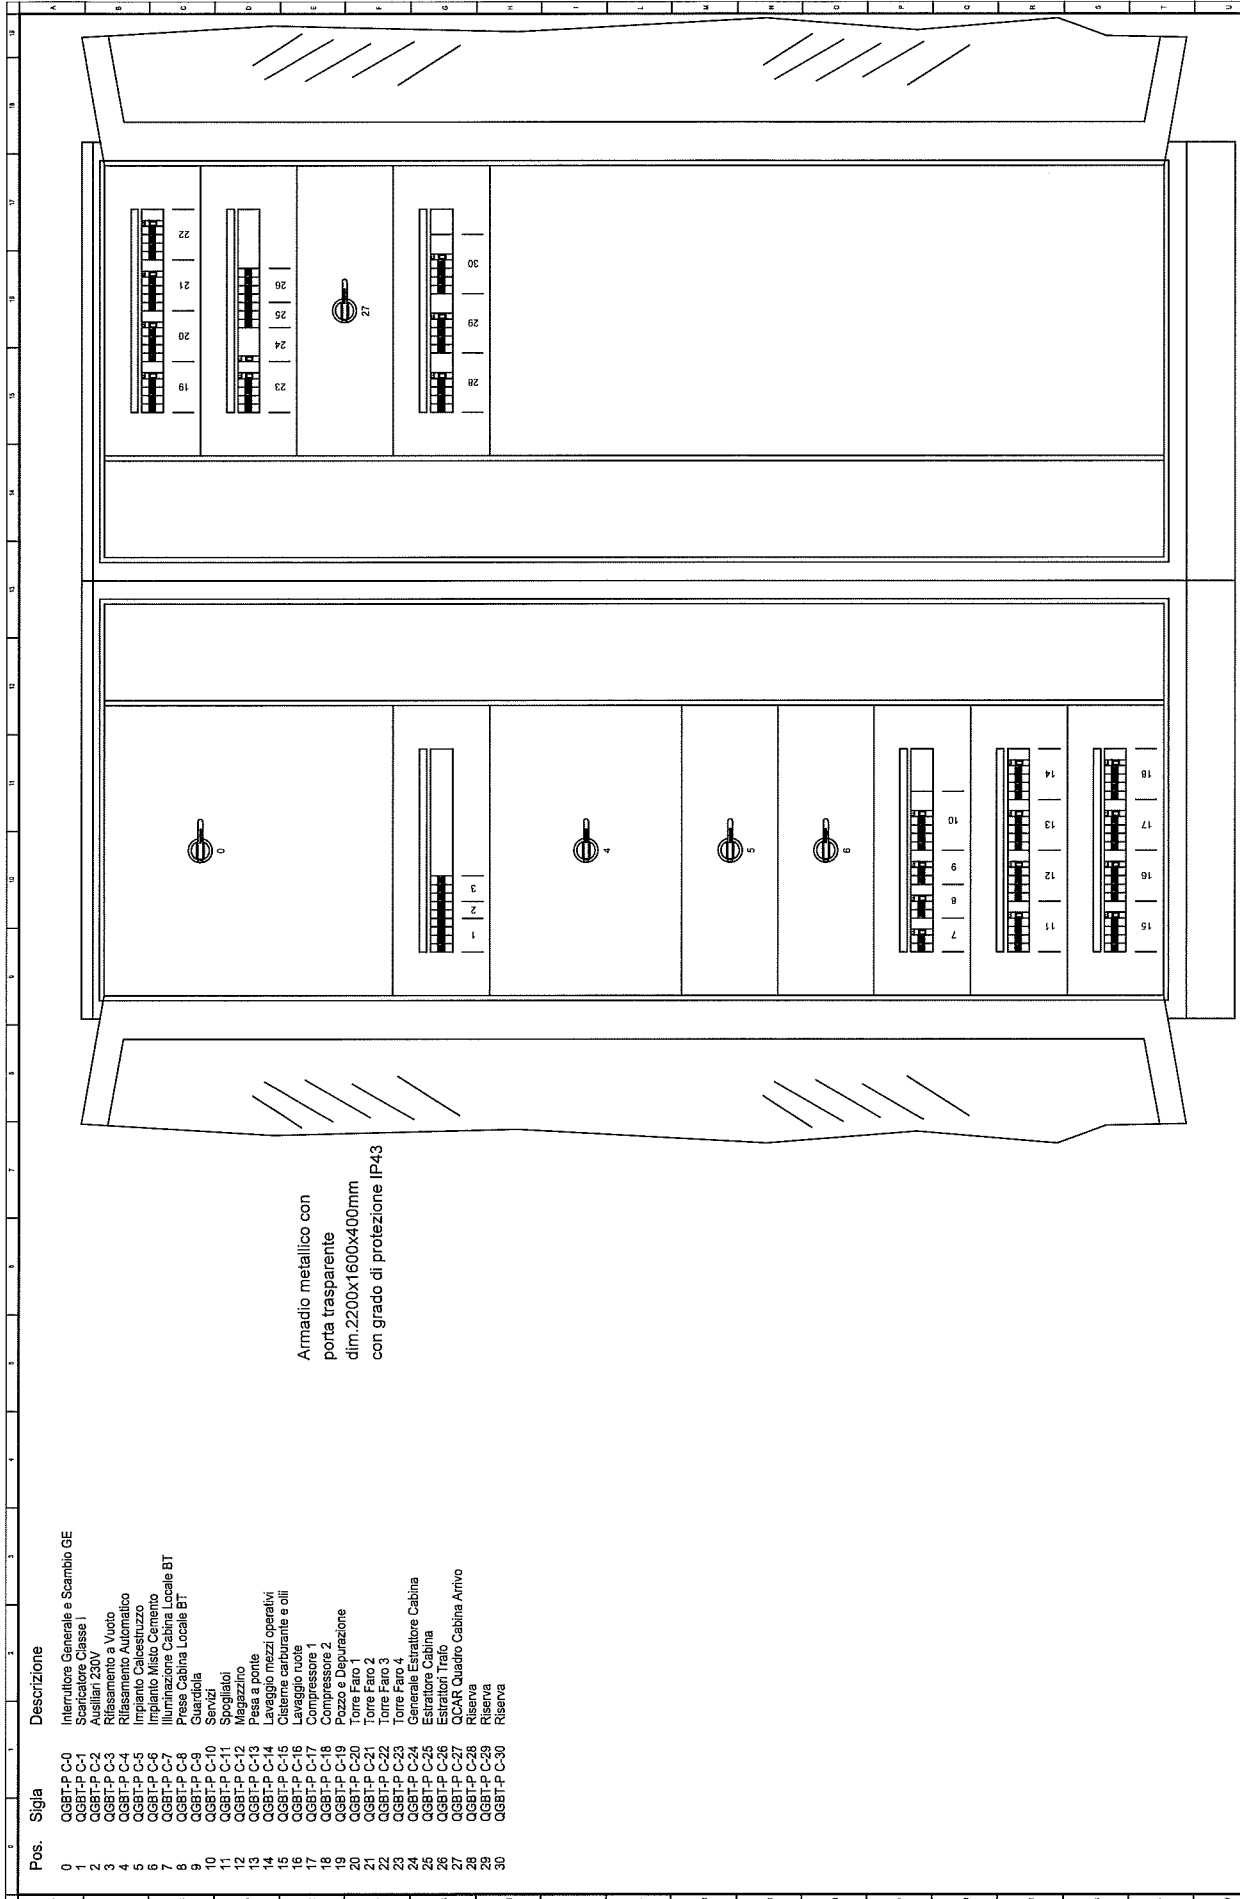 Pos. Sigla Descrizione
0 QGBT-P C-0 Interruttore Generale e Scambio GE
1 QGBT-P C-1 Scaricatore Classe I
2 QGBT-P C-2 Ausiliari 230V
3 QGBT-P C-3 Rifasamento a Vuoto
4 QGBT-P C-4 Rifasamento Automatico
5 QGBT-P C-5 Impianto Calcestruzzo
6 QGBT-P C-6 Impianto Misto Cemento
7 QGBT-P C-7 Illuminazione Cabina Locale BT
8 QGBT-P C-8 Prese Cabina Locale BT
9 QGBT-P C-9 Guardiola
10 QGBT-P C-10 Servizi
11 QGBT-P C-11 Spogliatoi
12 QGBT-P C-12 Magazzino
13 QGBT-P C-13 Pesa a ponte
14 QGBT-P C-14 Lavaggio mezzi operativi
15 QGBT-P C-15 Cisterne carburante e olii
16 QGBT-P C-16 Lavaggio ruote
17 QGBT-P C-17 Compressore 1
18 QGBT-P C-18 Compressore 2
19 QGBT-P C-19 Pozzo e Depurazione
20 QGBT-P C-20 Torre Faro 1
21 QGBT-P C-21 Torre Faro 2
22 QGBT-P C-22 Torre Faro 3
23 QGBT-P C-23 Torre Faro 4
24 QGBT-P C-24 Generale Estrattore Cabina
25 QGBT-P C-25 Estrattore Cabina
26 QGBT-P C-26 Estrattori Trafo
27 QGBT-P C-27 QCAR Quadro Cabina Arrivo
28 QGBT-P C-28 Riserva
29 QGBT-P C-29 Riserva
30 QGBT-P C-30 Riserva
Armadio metallico con
porta trasparente
dim.2200x1600x400mm
con grado di protezione IP43
0
1 2 3
4
5
6
7 8 9 10
11 12 13 14
15 16 17 18
19 20 21 22
23 24 25 26
27
28 29 30